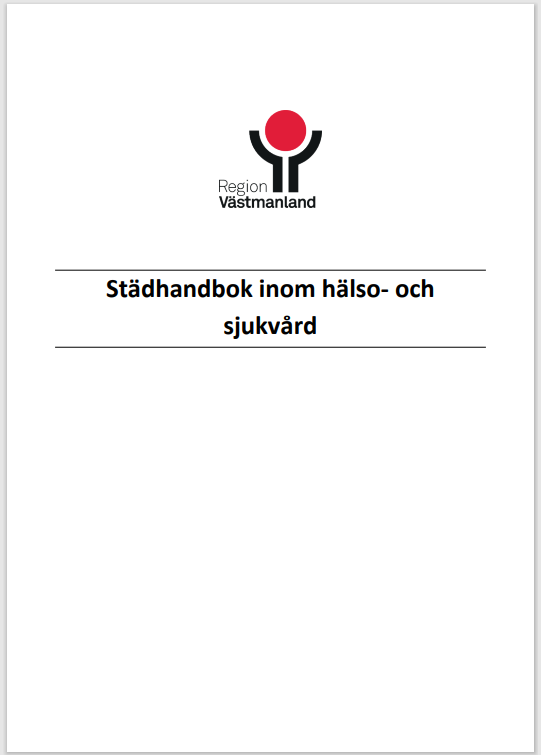 Region
Västmanland
Städhandbok inom hälso- och
sjukvård